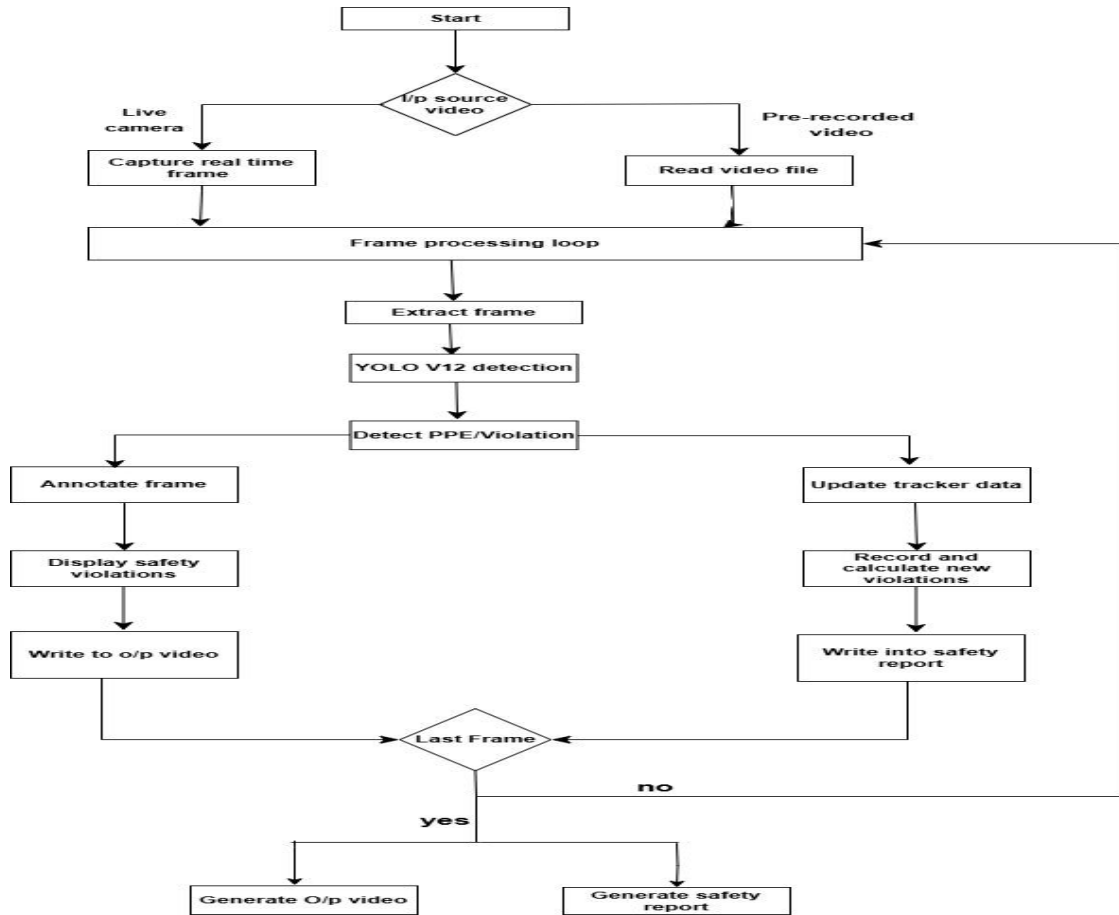 Start
I/p source
video
Live
camera
Pre-recorded
video
Capture real time
frame
Read video file
Frame processing loop
Extract frame
YOLO V12 detection
Detect PPE/Violation
Annotate frame
Update tracker data
Display safety
violations
Record and
calculate new
violations
Write to o/p video
Write into safety
report
Last Frame
no
yes
Generate O/p video
Generate safety
report